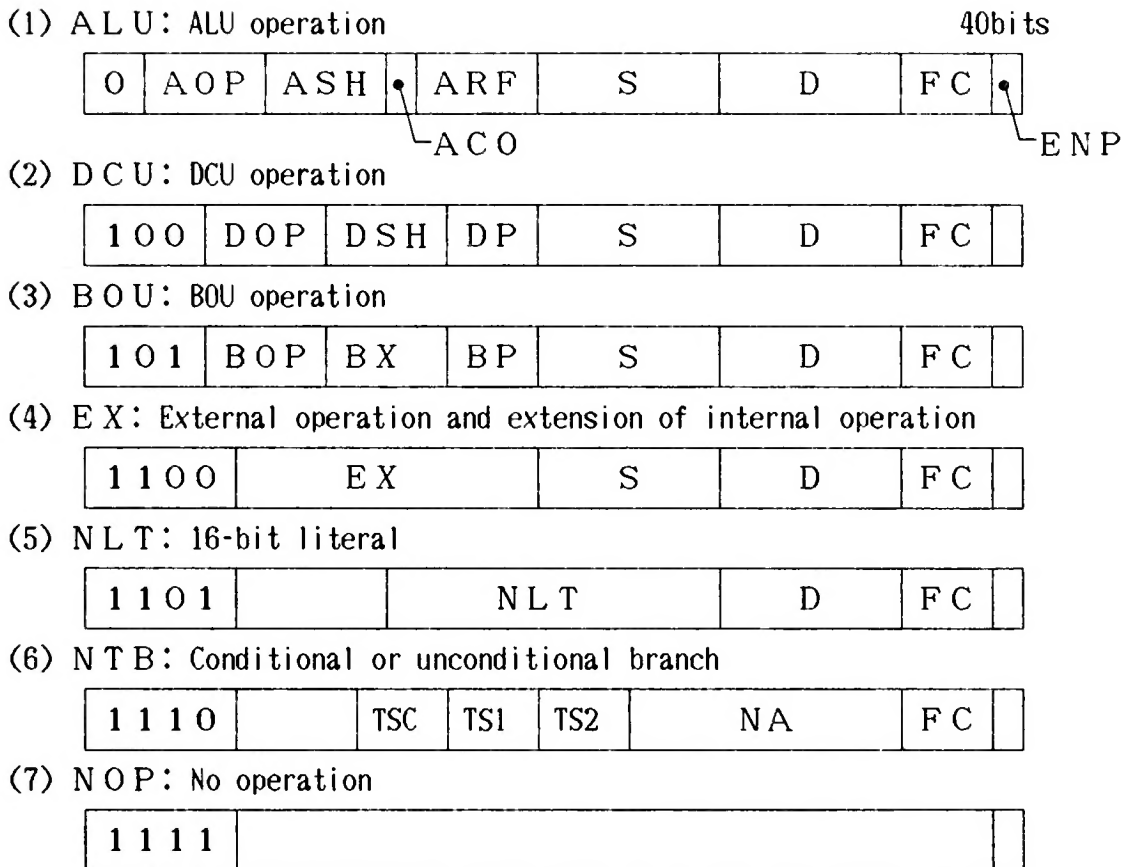 (1) ALU: ALU operation 40bits
0 AOP ASH ARF S D FC
ACO ENP
(2) DCU: DCU operation
100 DOP DSH DP S D FC
(3) BOU: BOU operation
101 BOP BX BP S D FC
(4) EX: External operation and extension of internal operation
1100 EX S D FC
(5) NLT: 16-bit literal
1101 NLT D FC
(6) NTB: Conditional or unconditional branch
1110 TSC TS1 TS2 NA FC
(7) NOP: No operation
1111